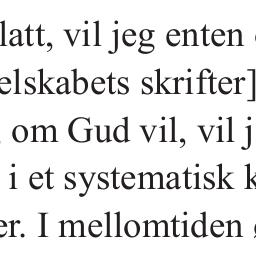 latt, vil jeg enten
elskabets skrifter]
om Gud vil, vil j
i et systematisk k
er. I mellomtiden ø